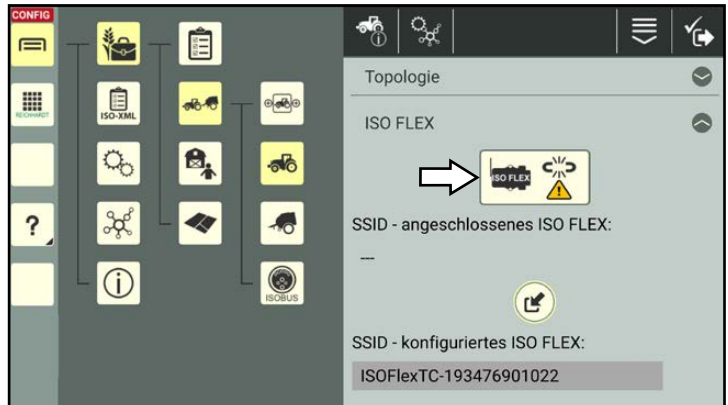 CONFIG
REICHHARDT
ISO-XML
?
ISOBUS
Topologie
ISO FLEX
ISO FLEX
SSID - angeschlossenes ISO FLEX:
---
SSID - konfiguriertes ISO FLEX:
ISOFlexTC-193476901022